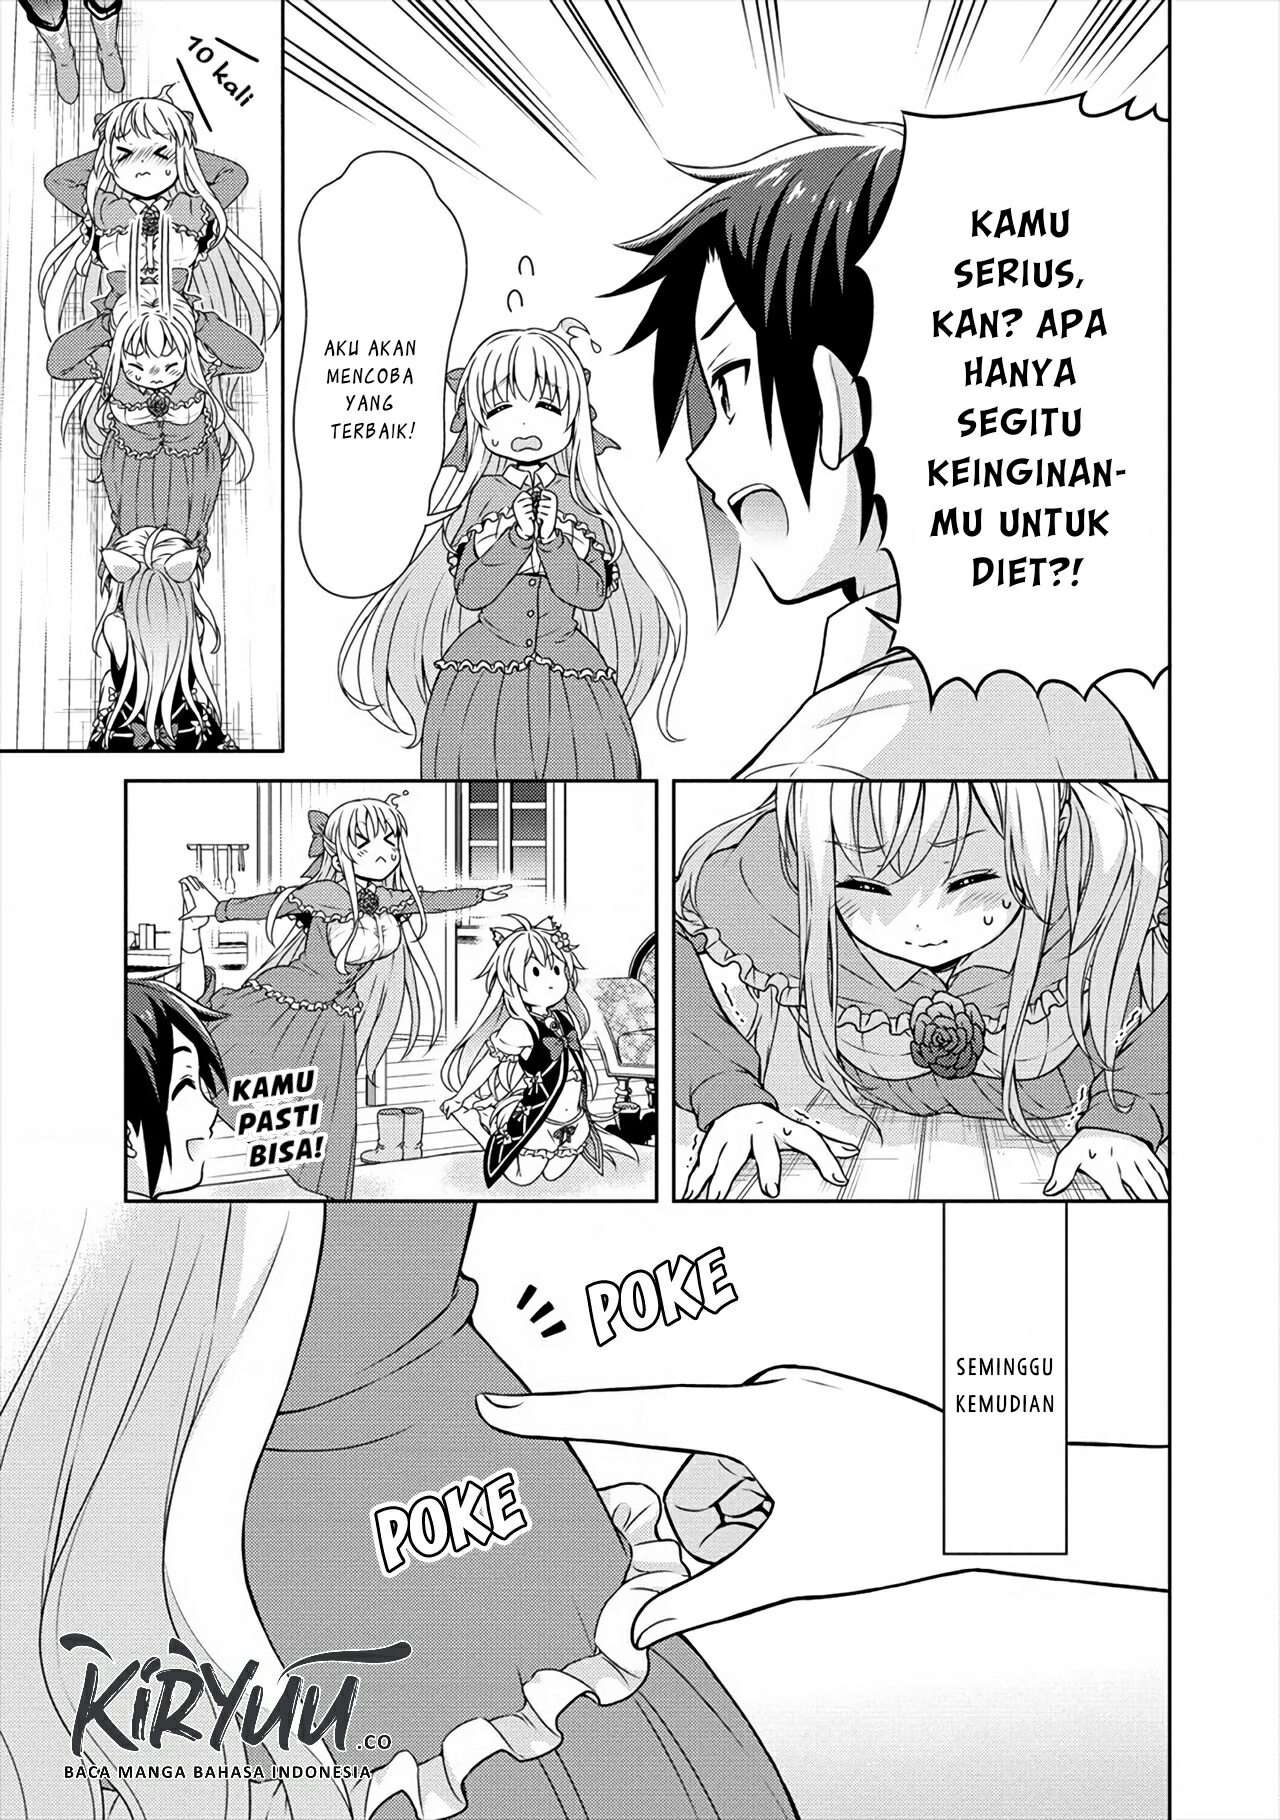 KAMU
SERIUS,
KAN? APA
HANYA
SEGITU
KEINGINAN-
MU UNTUK
DIET?!
AKU AKAN
MENCOBA
YANG
TERBAIK!
10 kali
KAMU
PASTI
BISA!
SEMINGGU
KEMUDIAN
POKE
POKE
KIRYUU
.CO
BACA MANGA BAHASA INDONESIA